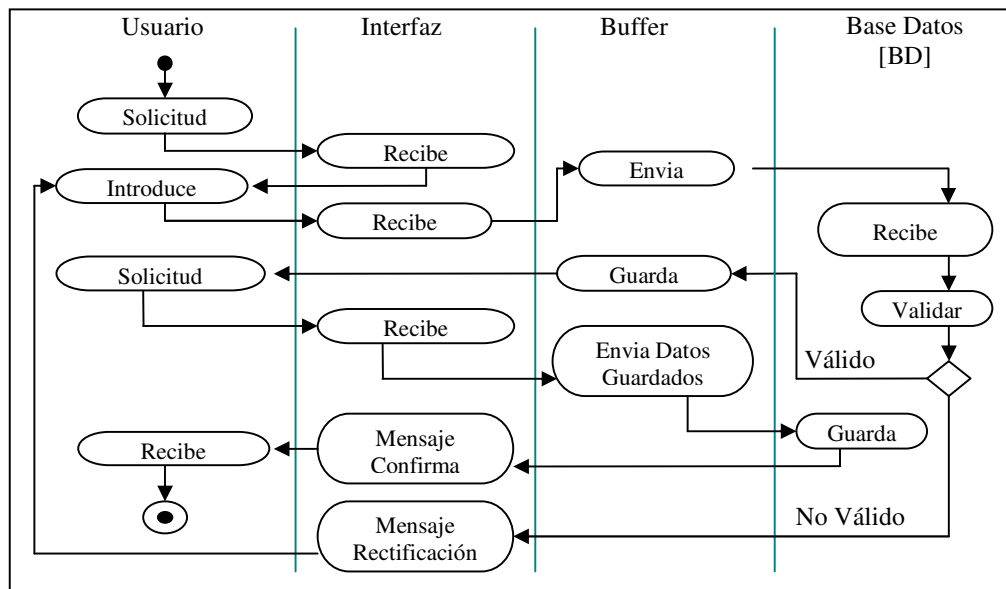 Usuario
Interfaz
Buffer
Base Datos
[BD]
Solicitud
Recibe
Envia
Introduce
Recibe
Recibe
Solicitud
Guarda
Validar
Recibe
Envia Datos
Guardados
Válido
Recibe
Mensaje
Confirma
Guarda
No Válido
Mensaje
Rectificación